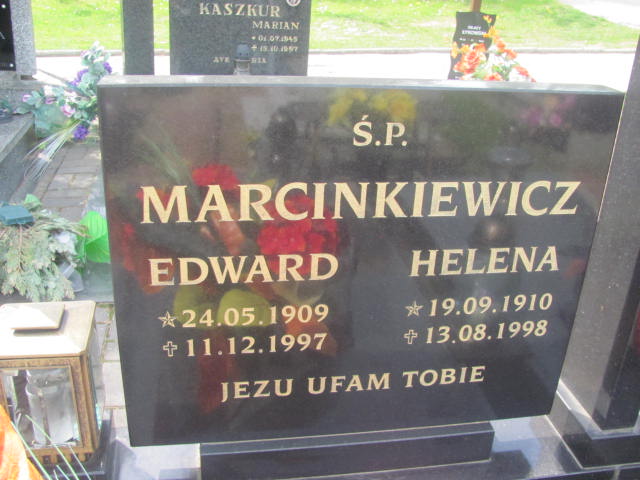 KASZKUR
MARIAN
Ś.P.
MARCINKIEWICZ
EDWARD
24.05.1909
11.12.1997
HELENA
19.09.1910
13.08.1998
JEZU UFAM TOBIE